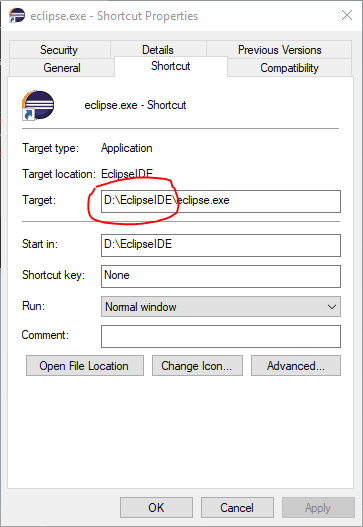 eclipse.exe - Shortcut Properties
Security Details Previous Versions
General Shortcut Compatibility
eclipse.exe - Shortcut
Target type: Application
Target location: EclipseIDE
Target: D:\EclipseIDE\eclipse.exe
Start in: D:\EclipseIDE
Shortcut key: None
Run: Normal window
Comment:
Open File Location Change Icon... Advanced...
OK Cancel Apply